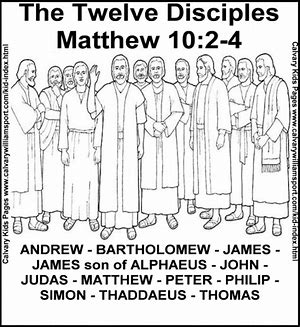 The Twelve Disciples
Matthew 10:2-4
Calvary Kids Pages www.calvarywilliamsport.com/kid-index.html
Calvary Kids Pages www.calvarywilliamsport.com/kid-index.html
ANDREW - BARTHOLOMEW - JAMES -
JAMES son of ALPHAEUS - JOHN -
JUDAS - MATTHEW - PETER - PHILIP -
SIMON - THADDAEUS - THOMAS